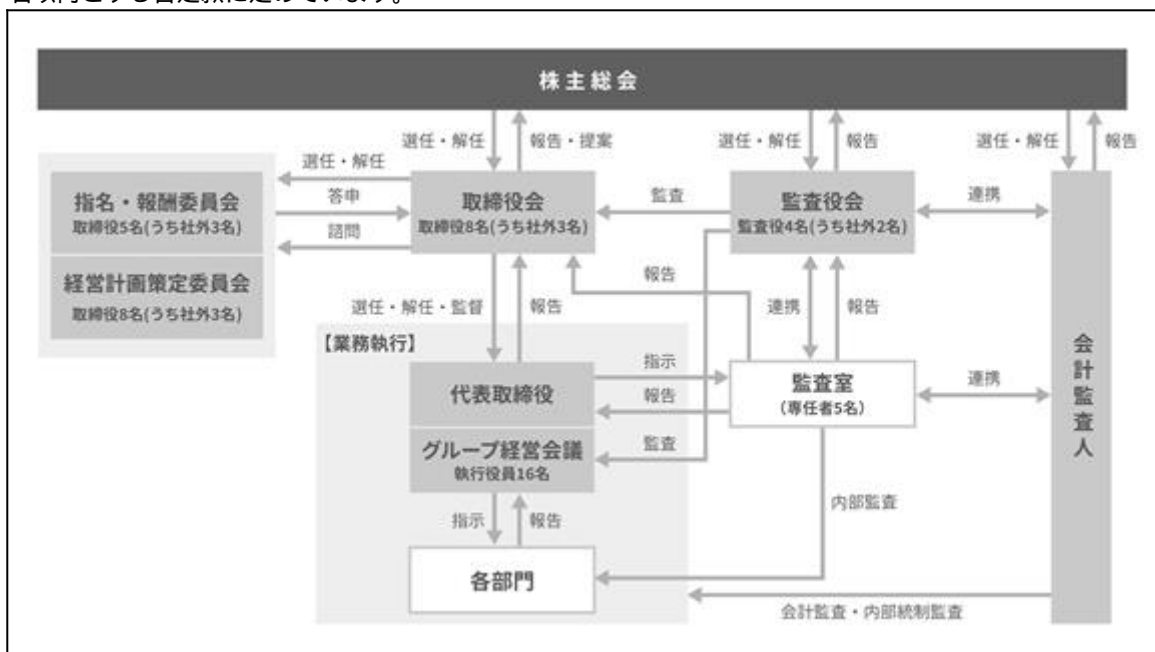 株主総会
選任・解任
報告・提案
選任・解任
報告
選任・解任
報告
選任・解任
答申
諮問
指名・報酬委員会
取締役5名(うち社外3名)
経営計画策定委員会
取締役8名(うち社外3名)
取締役会
取締役8名(うち社外3名)
監査
監査役会
監査役4名(うち社外2名)
連携
選任・解任・監督
報告
報告
連携
報告
【業務執行】
代表取締役
グループ経営会議
執行役員16名
指示
報告
監査
監査室
(専任者5名)
連携
会計監査人
指示
報告
内部監査
各部門
会計監査・内部統制監査